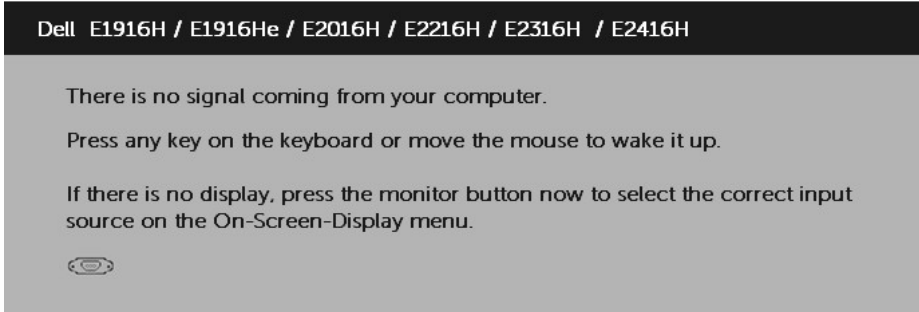 Dell E1916H / E1916He / E2016H / E2216H / E2316H / E2416H
There is no signal coming from your computer.
Press any key on the keyboard or move the mouse to wake it up.
If there is no display, press the monitor button now to select the correct input
source on the On-Screen-Display menu.